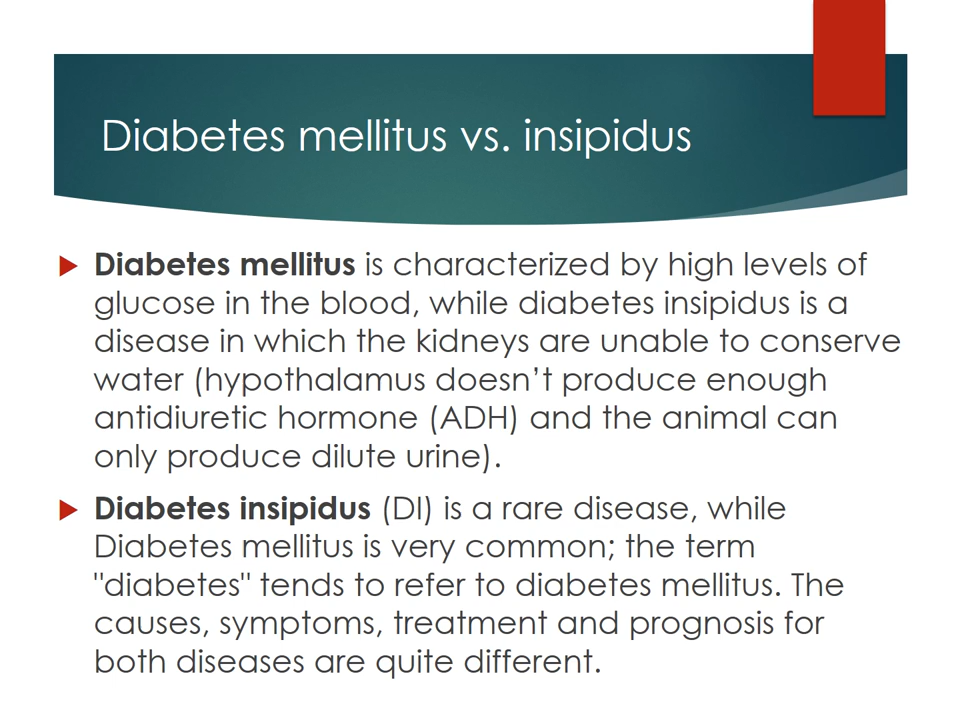 Diabetes mellitus vs. insipidus
Diabetes mellitus is characterized by high levels of
glucose in the blood, while diabetes insipidus is a
disease in which the kidneys are unable to conserve
water (hypothalamus doesn’t produce enough
antidiuretic hormone (ADH) and the animal can
only produce dilute urine).
Diabetes insipidus (DI) is a rare disease, while
Diabetes mellitus is very common; the term
"diabetes" tends to refer to diabetes mellitus. The
causes, symptoms, treatment and prognosis for
both diseases are quite different.